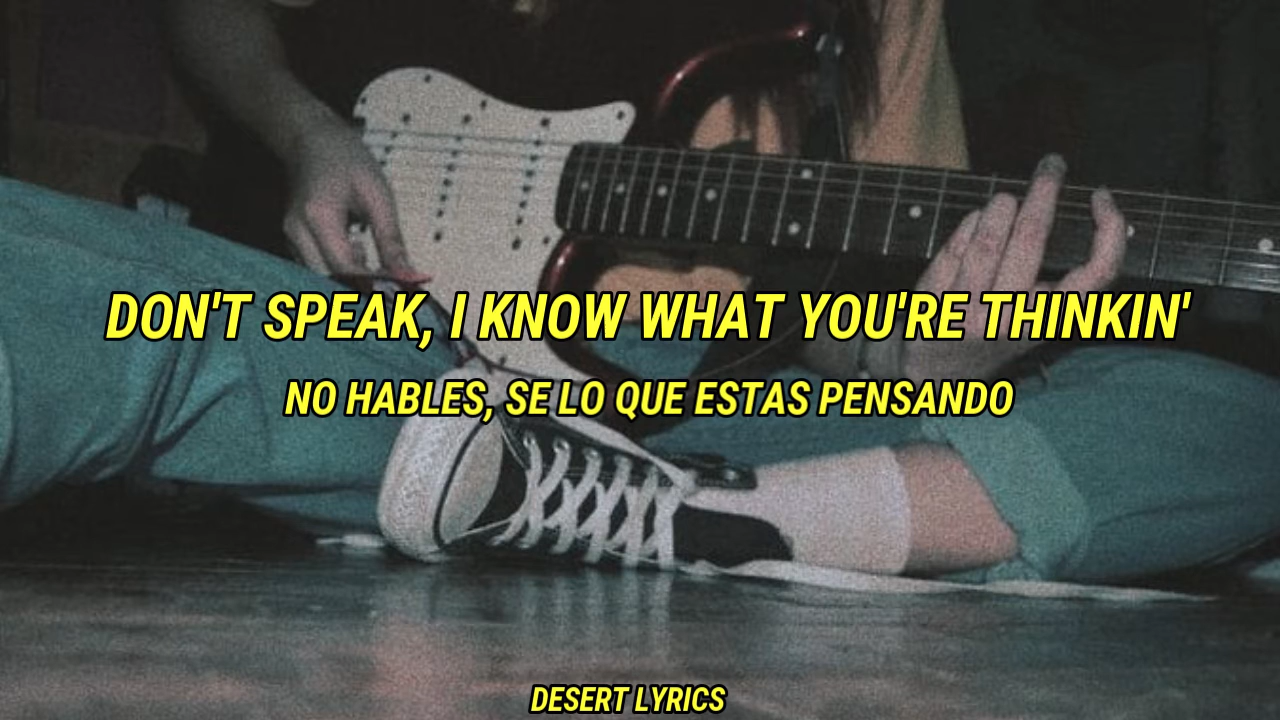 DON'T SPEAK, I KNOW WHAT YOU'RE THINKIN'
NO HABLES, SE LO QUE ESTAS PENSANDO
DESERT LYRICS